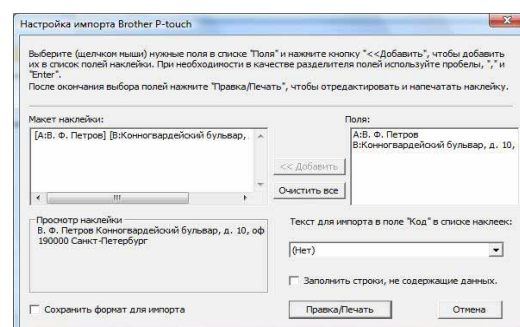 Настройка импорта Brother P-touch
Выберите (щелчком мыши) нужные поля в списке "Поля" и нажмите кнопку "<<Добавить", чтобы добавить
их в список полей наклейки. При необходимости в качестве разделителя полей используйте пробелы, "," и
"Enter".
После окончания выбора полей нажмите "Правка/Печать", чтобы отредактировать и напечатать наклейку.
Макет наклейки:
Поля:
[A:В. Ф. Петров] [B:Конногвардейский бульвар,
A:В. Ф. Петров
B:Конногвардейский бульвар, д. 10,
<< Добавить
Очистить все
Просмотр наклейки
В. Ф. Петров Конногвардейский бульвар, д. 10, оф
190000 Санкт-Петербург
Текст для импорта в поле "Код" в списке наклеек:
(Нет)
Заполнить строки, не содержащие данных.
Сохранить формат для импорта
Правка/Печать
Отмена